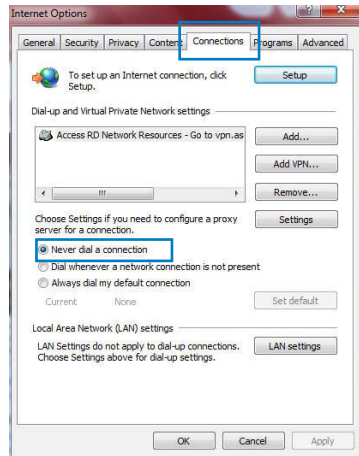 Internet Options
General Security Privacy Content Connections Programs Advanced
To set up an Internet connection, click
Setup.
Setup
Dial-up and Virtual Private Network settings
Access RD Network Resources - Go to vpn.as
Add...
Add VPN...
Remove...
Choose Settings if you need to configure a proxy
server for a connection.
Settings
Never dial a connection
Dial whenever a network connection is not present
Always dial my default connection
Current None
Set default
Local Area Network (LAN) settings
LAN Settings do not apply to dial-up connections.
Choose Settings above for dial-up settings.
LAN settings
OK Cancel Apply